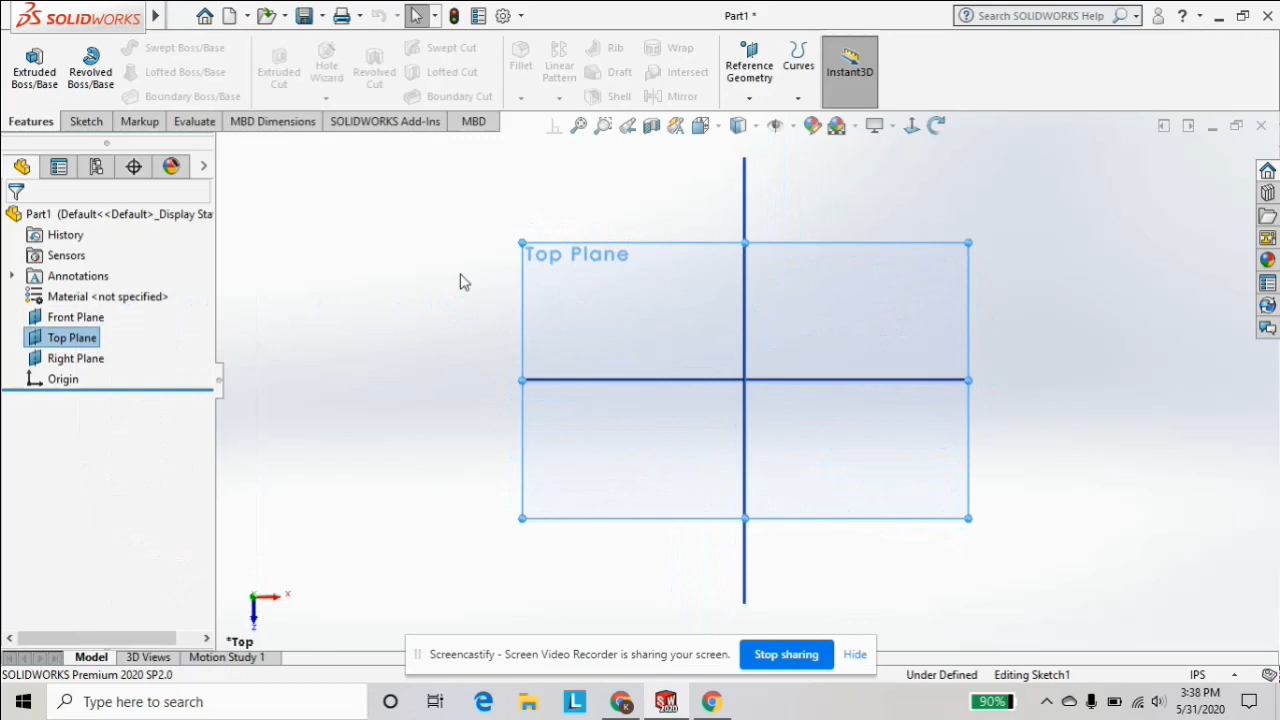 SOLIDWORKS
Part1 *
Search SOLIDWORKS Help
?
Extruded Boss/Base
Revolved Boss/Base
Swept Boss/Base
Lofted Boss/Base
Boundary Boss/Base
Extruded Cut
Hole Wizard
Revolved Cut
Swept Cut
Lofted Cut
Boundary Cut
Fillet
Linear Pattern
Rib
Draft
Shell
Wrap
Intersect
Mirror
Reference Geometry
Curves
Instant3D
Features
Sketch
Markup
Evaluate
MBD Dimensions
SOLIDWORKS Add-Ins
MBD
Part1 (Default<<Default>_Display Sta
History
Sensors
Annotations
Material <not specified>
Front Plane
Top Plane
Right Plane
Origin
Top Plane
x
z
*Top
Screencastify - Screen Video Recorder is sharing your screen.
Stop sharing
Hide
Model
3D Views
Motion Study 1
SOLIDWORKS Premium 2020 SP2.0
Under Defined
Editing Sketch1
IPS
Type here to search
90%
3:38 PM
5/31/2020